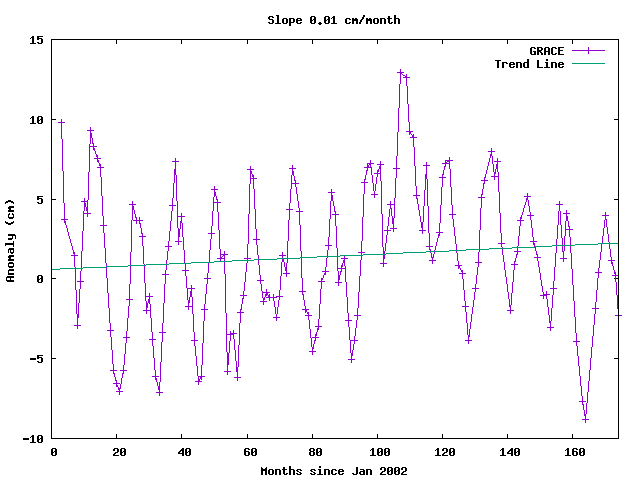 Slope 0.01 cm/month
GRACE
Trend Line
15
10
5
0
-5
-10
Anomaly (cm)
0 20 40 60 80 100 120 140 160
Months since Jan 2002